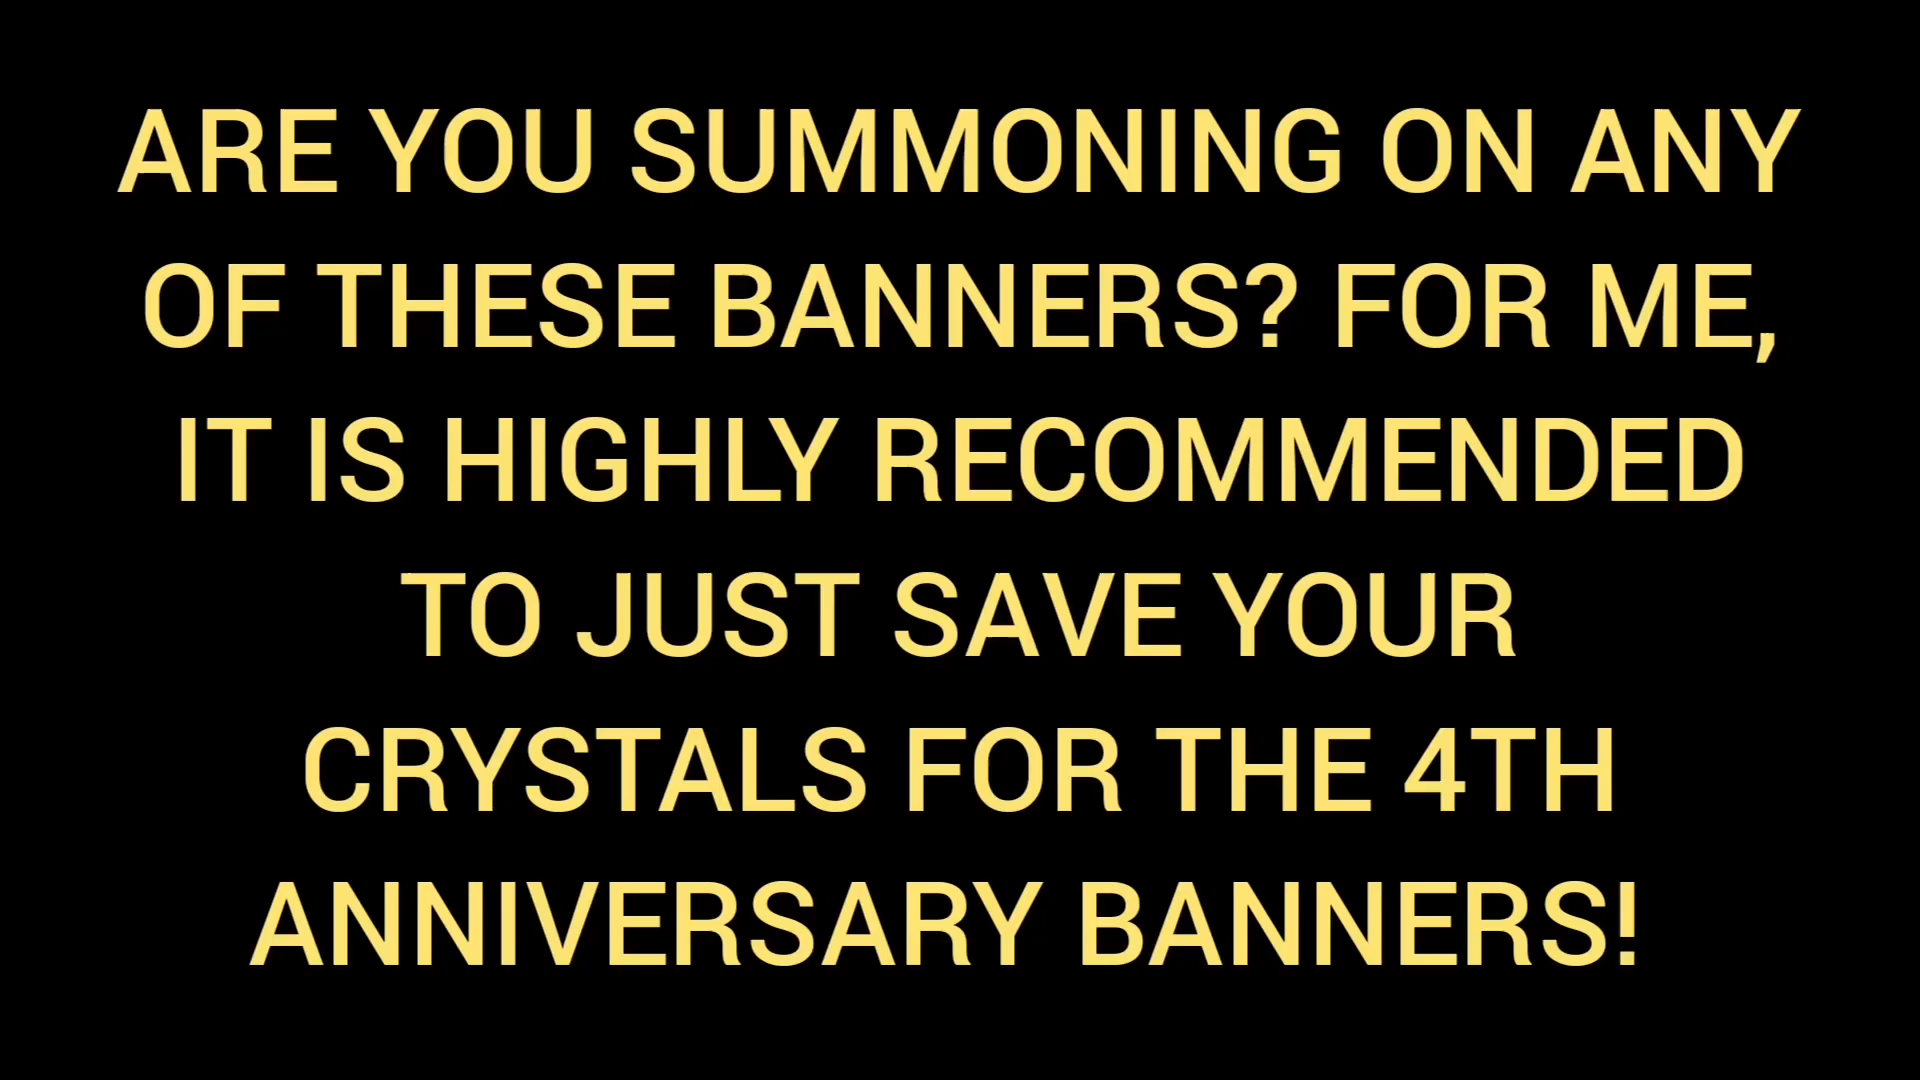 ARE YOU SUMMONING ON ANY
OF THESE BANNERS? FOR ME,
IT IS HIGHLY RECOMMENDED
TO JUST SAVE YOUR
CRYSTALS FOR THE 4TH
ANNIVERSARY BANNERS!